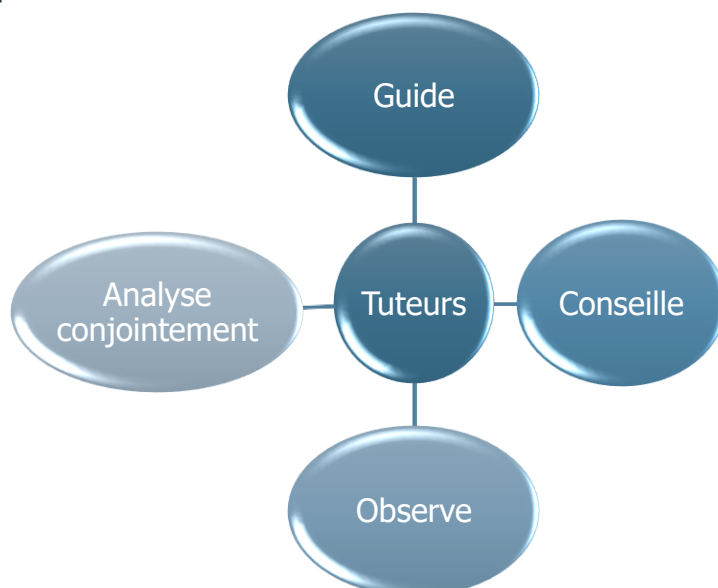 Guide
Analyse
conjointement
Tuteurs
Conseille
Observe